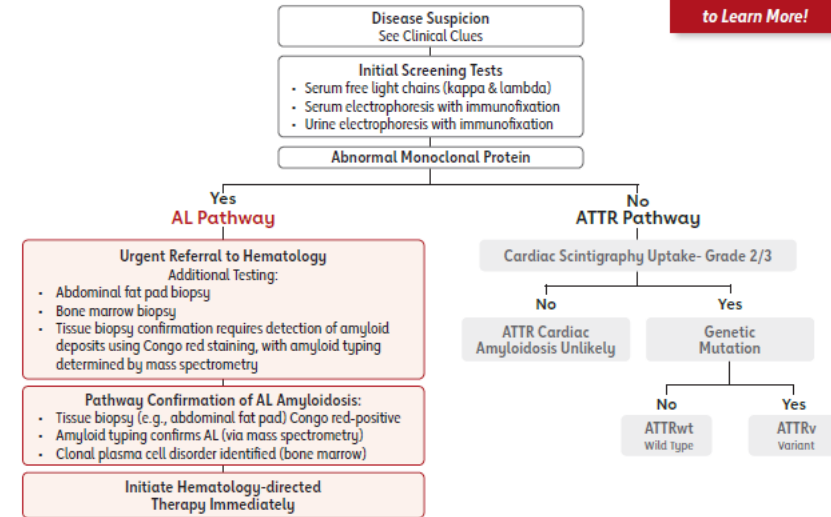 to Learn More!
Disease Suspicion
See Clinical Clues
Initial Screening Tests
• Serum free light chains (kappa & lambda)
• Serum electrophoresis with immunofixation
• Urine electrophoresis with immunofixation
Abnormal Monoclonal Protein
Yes
AL Pathway
No
ATTR Pathway
Urgent Referral to Hematology
Additional Testing:
• Abdominal fat pad biopsy
• Bone marrow biopsy
• Tissue biopsy confirmation requires detection of amyloid
deposits using Congo red staining, with amyloid typing
determined by mass spectrometry
Pathway Confirmation of AL Amyloidosis:
• Tissue biopsy (e.g., abdominal fat pad) Congo red-positive
• Amyloid typing confirms AL (via mass spectrometry)
• Clonal plasma cell disorder identified (bone marrow)
Initiate Hematology-directed
Therapy Immediately
Cardiac Scintigraphy Uptake- Grade 2/3
No
ATTR Cardiac
Amyloidosis Unlikely
Yes
Genetic
Mutation
No
ATTRwt
Wild Type
Yes
ATTRv
Variant